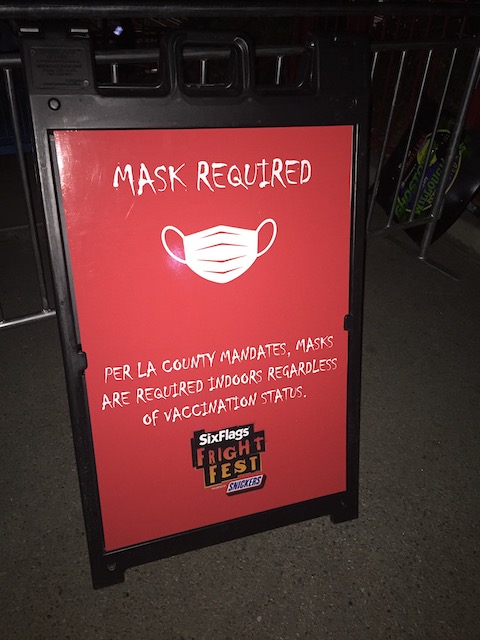 MASK REQUIRED
PER LA COUNTY MANDATES, MASKS
ARE REQUIRED INDOORS REGARDLESS
OF VACCINATION STATUS.
SixFlags
FRIGHT
FEST
SNICKERS